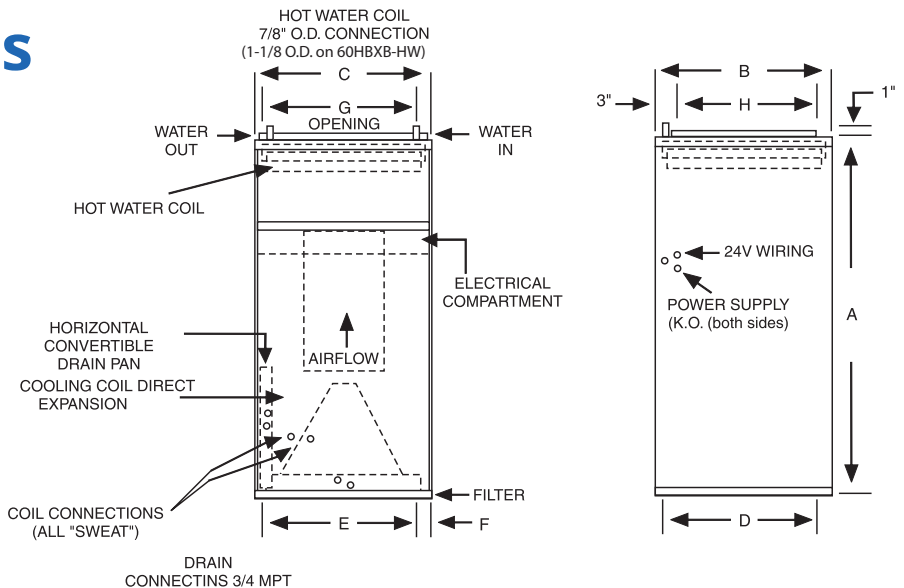 S
HOT WATER COIL
7/8" O.D. CONNECTION
(1-1/8 O.D. on 60HBXB-HW)
C
G
OPENING
WATER
OUT
WATER
IN
HOT WATER COIL
ELECTRICAL
COMPARTMENT
HORIZONTAL
CONVERTIBLE
DRAIN PAN
AIRFLOW
COOLING COIL DIRECT
EXPANSION
COIL CONNECTIONS
(ALL "SWEAT")
FILTER
E
F
DRAIN
CONNECTINS 3/4 MPT
B
3"
H
1"
24V WIRING
POWER SUPPLY
(K.O. (both sides)
A
D